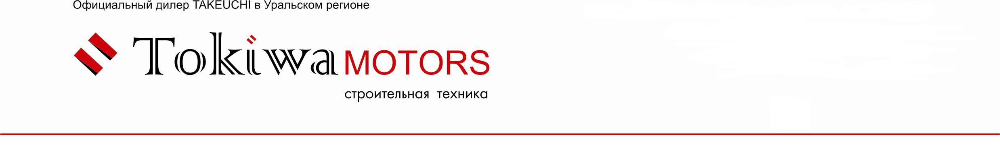 Официальный дилер TAKEUCHI в Уральском регионе
Tokiwa MOTORS
строительная техника